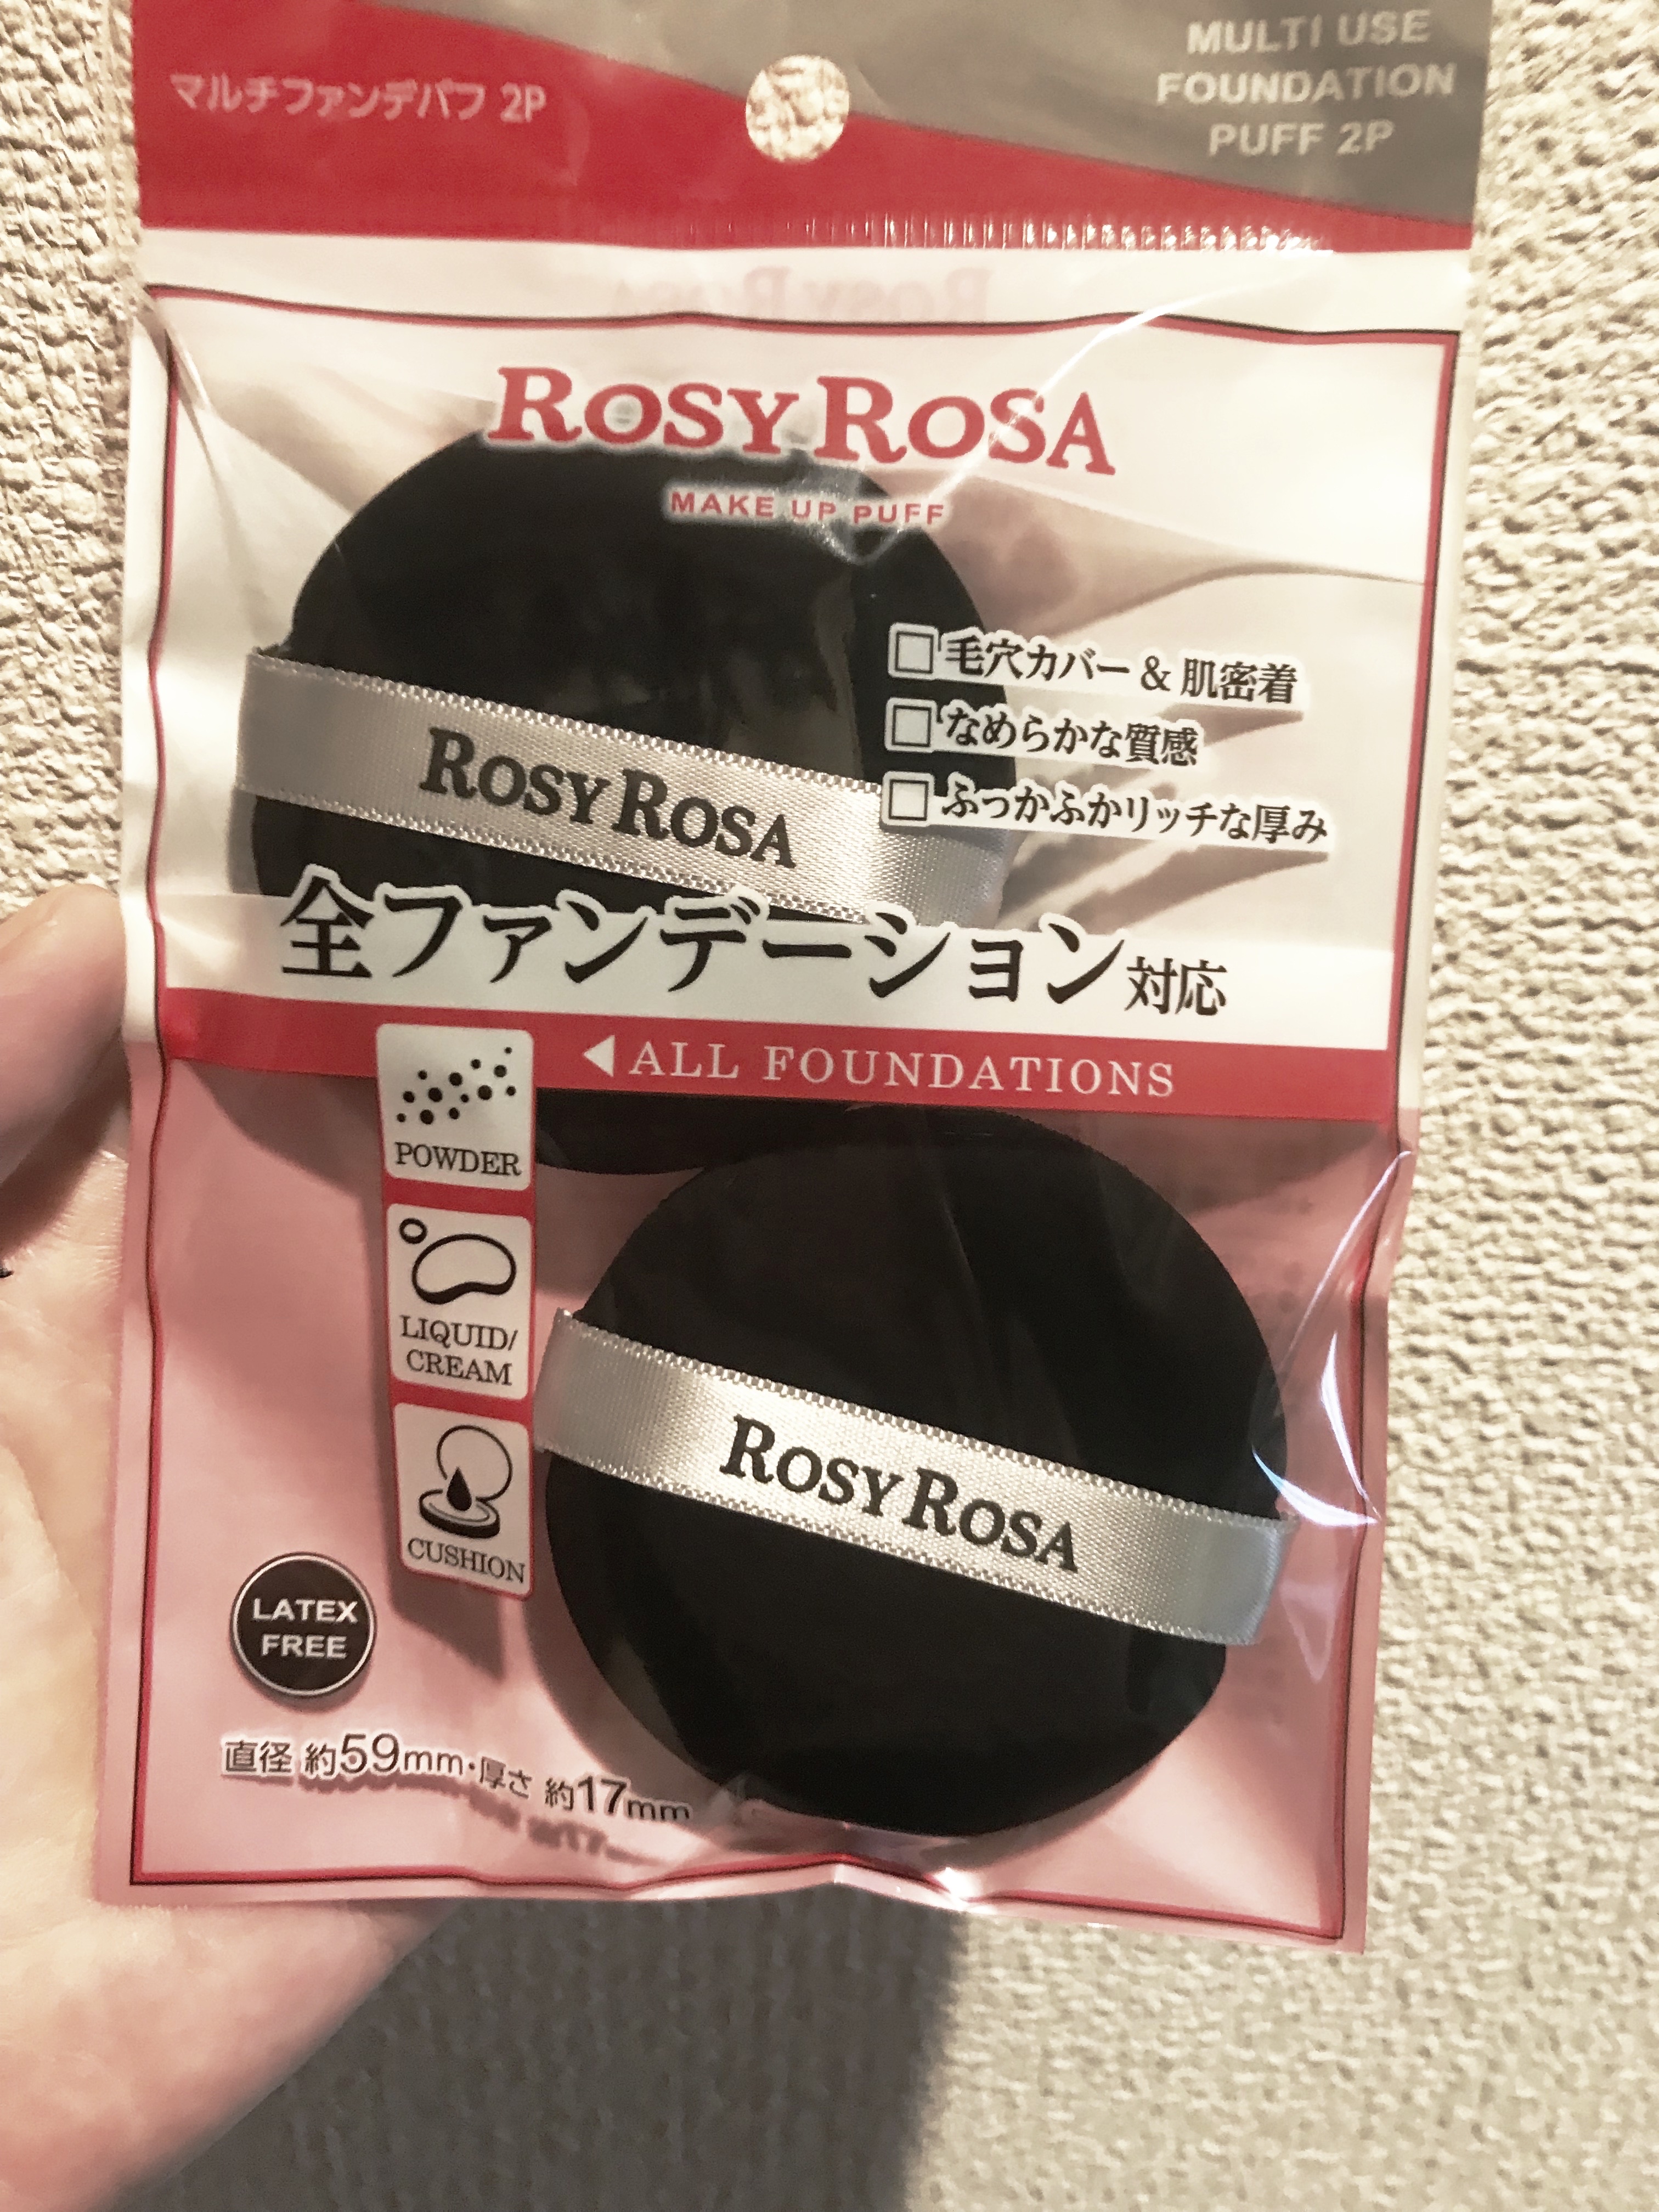 マルチファンデパフ 2P
MULTI USE
FOUNDATION
PUFF 2P
ROSY ROSA
MAKE UP PUFF
毛穴カバー & 肌密着
なめらかな質感
ふっかふかリッチな厚み
ROSY ROSA
全ファンデーション対応
ALL FOUNDATIONS
POWDER
LIQUID/
CREAM
CUSHION
ROSY ROSA
LATEX
FREE
直径 約59mm・厚さ 約17mm